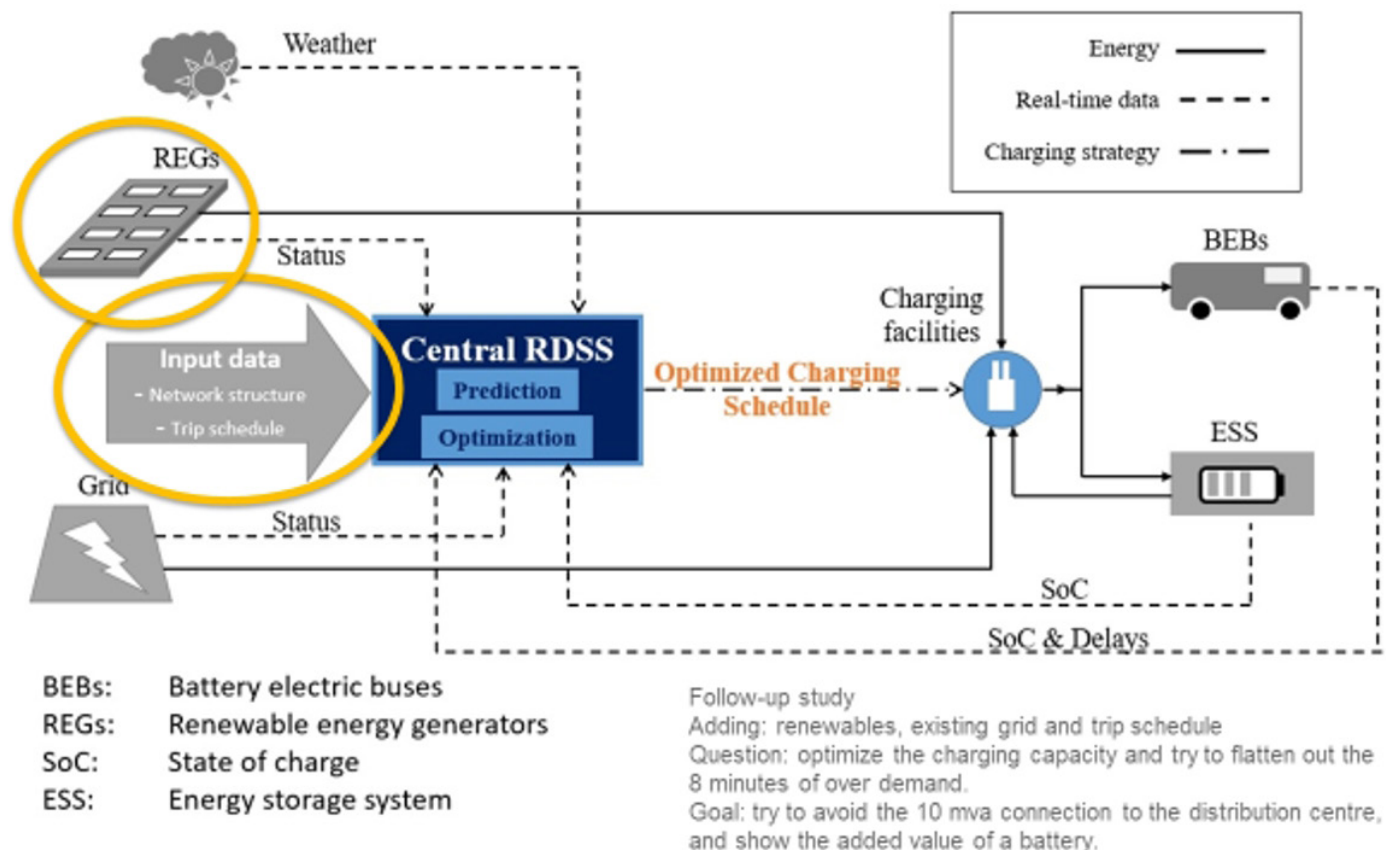 Weather
Energy
Real-time data
Charging strategy
REGs
Status
BEBs
Charging
facilities
Input data
- Network structure
- Trip schedule
Central RDSS
Prediction
Optimization
Optimized Charging
Schedule
ESS
Grid
Status
SoC
SoC & Delays
BEBs: Battery electric buses
REGs: Renewable energy generators
SoC: State of charge
ESS: Energy storage system
Follow-up study
Adding: renewables, existing grid and trip schedule
Question: optimize the charging capacity and try to flatten out the
8 minutes of over demand.
Goal: try to avoid the 10 mva connection to the distribution centre,
and show the added value of a battery.